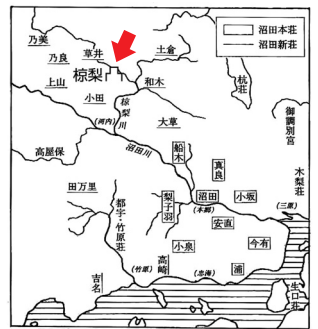 沼田本荘
沼田新荘
乃美
草井
土倉
乃良
椋梨
上山
和木
杭荘
小田
椋梨川
(河内)
大草
御調別宮
高屋保
沼田川
船木
真良
木梨荘
田万里
梨子羽
沼田
小坂
(本郷)
(三原)
都宇・竹原荘
安直
小泉
今有
高崎
浦
(竹原)
(忠海)
吉名
生口荘